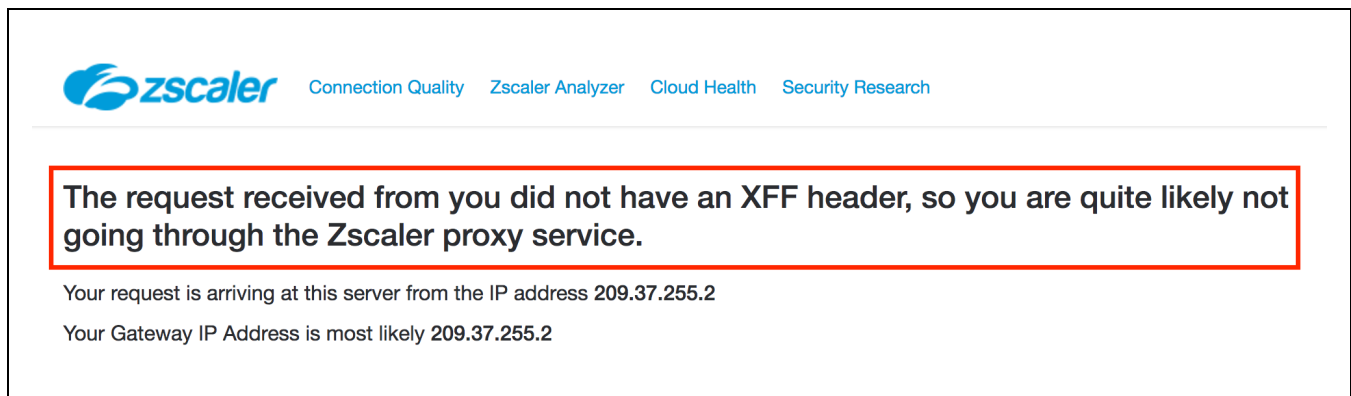 zscaler Connection Quality Zscaler Analyzer Cloud Health Security Research
The request received from you did not have an XFF header, so you are quite likely not
going through the Zscaler proxy service.
Your request is arriving at this server from the IP address 209.37.255.2
Your Gateway IP Address is most likely 209.37.255.2